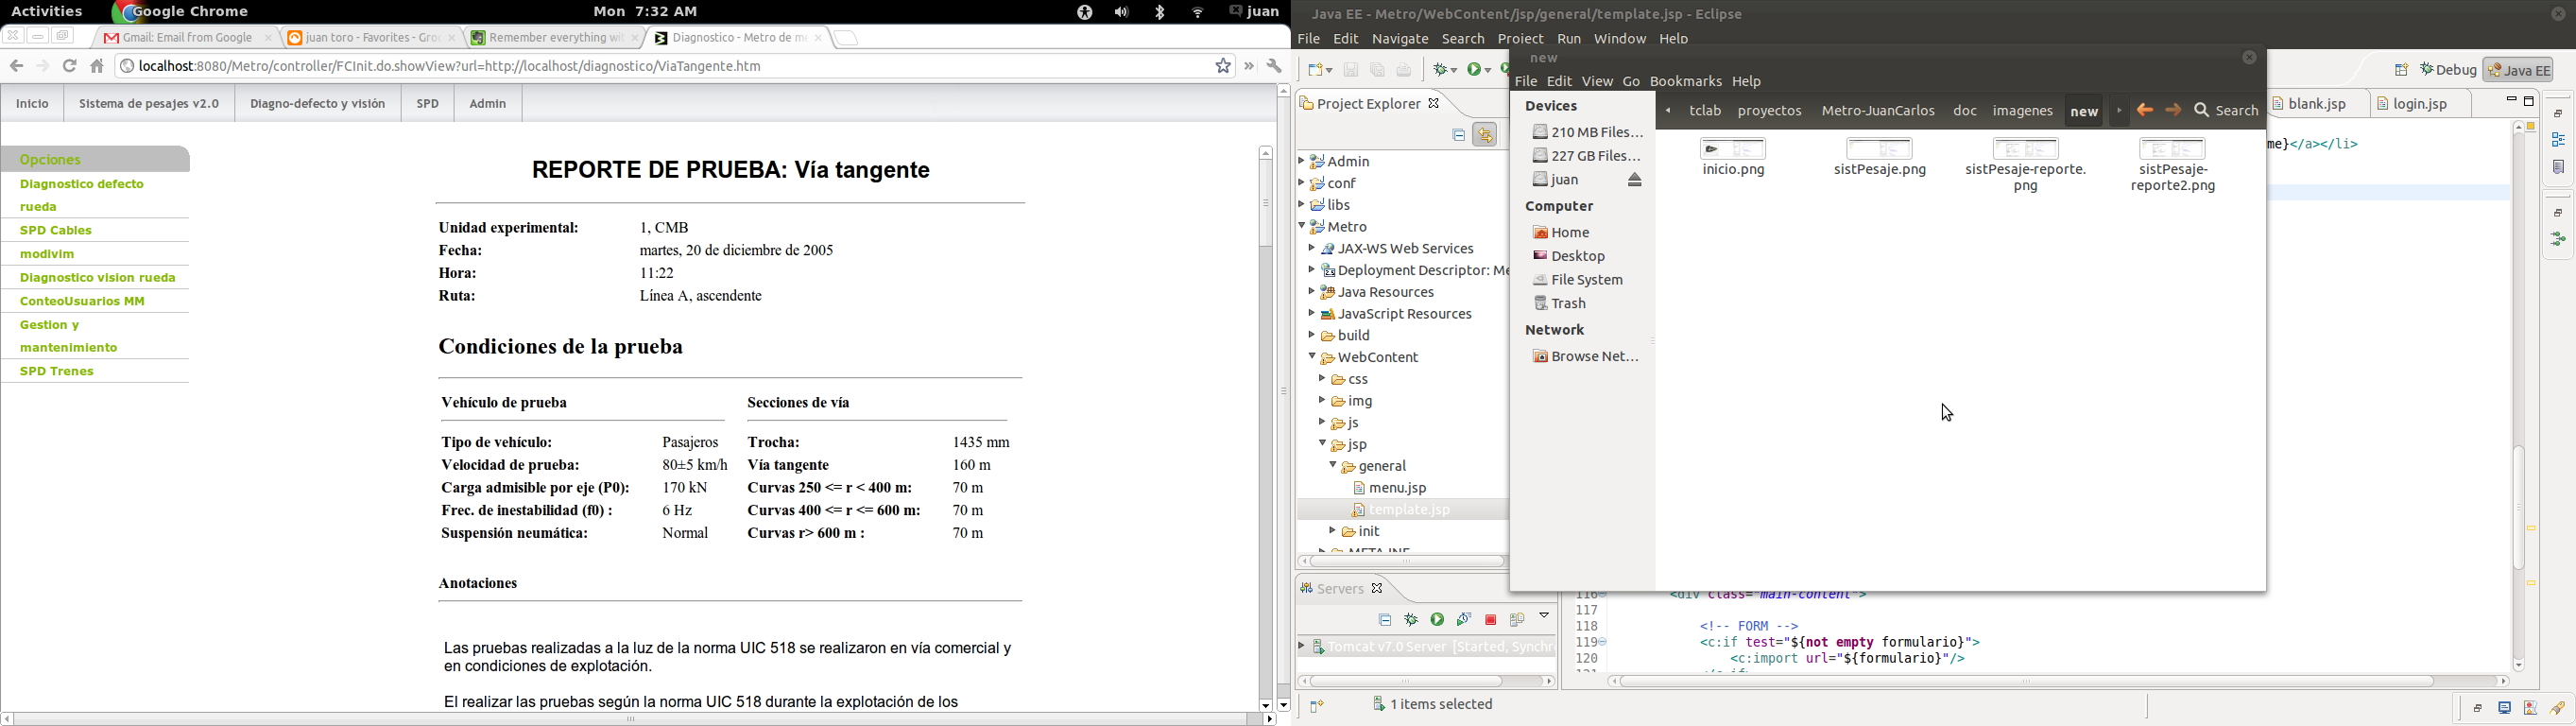 Activities
Google Chrome
Mon 7:32 AM
juan
Gmail: Email from Google
juan toro - Favorites - Gro
Remember everything wit
Diagnostico - Metro de me
localhost:8080/Metro/controller/FCInit.do.showView?url=http://localhost/diagnostico/ViaTangente.htm
Inicio
Sistema de pesajes v2.0
Diagno-defecto y visión
SPD
Admin
Opciones
Diagnostico defecto
rueda
SPD Cables
modivim
Diagnostico vision rueda
ConteoUsuarios MM
Gestion y
mantenimiento
SPD Trenes
REPORTE DE PRUEBA: Vía tangente
Unidad experimental: 1, CMB
Fecha: martes, 20 de diciembre de 2005
Hora: 11:22
Ruta: Línea A, ascendente
Condiciones de la prueba
Vehículo de prueba
Tipo de vehículo: Pasajeros
Velocidad de prueba: 80±5 km/h
Carga admisible por eje (P0): 170 kN
Frec. de inestabilidad (f0) : 6 Hz
Suspensión neumática: Normal
Secciones de vía
Trocha: 1435 mm
Vía tangente 160 m
Curvas 250 <= r < 400 m: 70 m
Curvas 400 <= r <= 600 m: 70 m
Curvas r> 600 m : 70 m
Anotaciones
Las pruebas realizadas a la luz de la norma UIC 518 se realizaron en vía comercial y
en condiciones de explotación.
El realizar las pruebas según la norma UIC 518 durante la explotación de los
Java EE - Metro/WebContent/jsp/general/template.jsp - Eclipse
File Edit Navigate Search Project Run Window Help
Debug
Java EE
Project Explorer
Admin
conf
libs
Metro
JAX-WS Web Services
Deployment Descriptor: Me
Java Resources
JavaScript Resources
build
WebContent
css
img
js
jsp
general
menu.jsp
template.jsp
init
META-INF
Servers
Tomcat v7.0 Server [Started, Synchr
1 items selected
new
File Edit View Go Bookmarks Help
Devices
210 MB Files...
227 GB Files...
juan
Computer
Home
Desktop
File System
Trash
Network
Browse Net...
tclab
proyectos
Metro-JuanCarlos
doc
imagenes
new
Search
inicio.png
sistPesaje.png
sistPesaje-reporte.
png
sistPesaje-
reporte2.png
blank.jsp
login.jsp
me}</a></li>
116 <div class="main-content">
117
118 <!-- FORM -->
119 <c:if test="${not empty formulario}">
120 <c:import url="${formulario}"/>